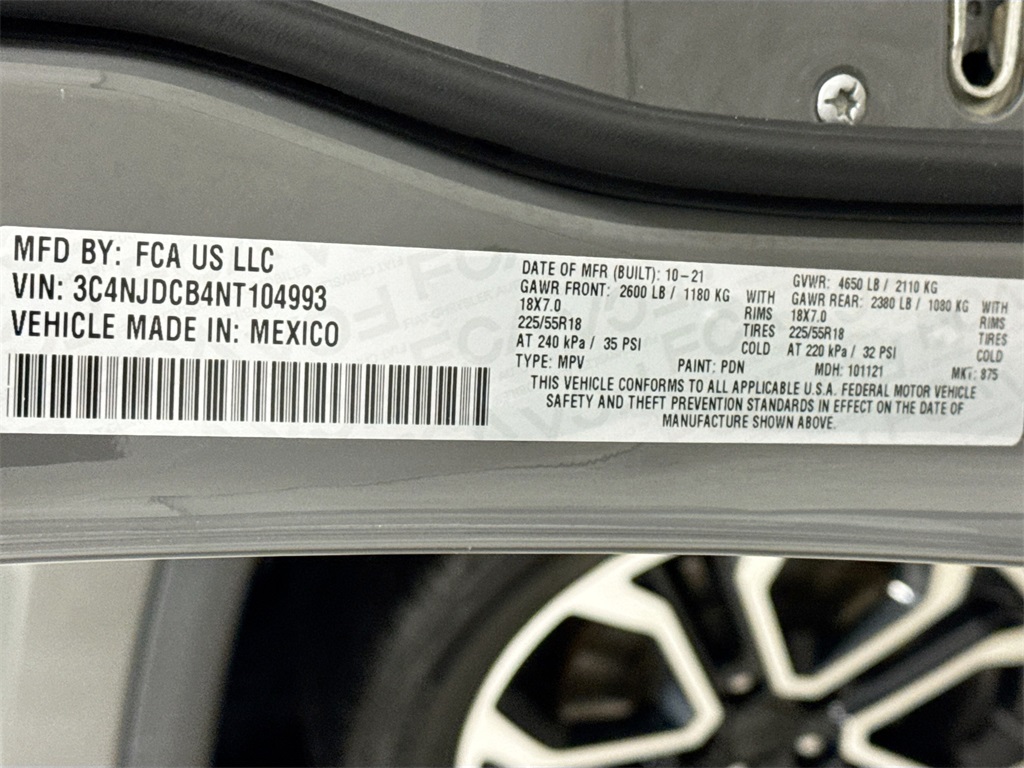 MFD BY: FCA US LLC
VIN: 3C4NJDCB4NT104993
VEHICLE MADE IN: MEXICO
DATE OF MFR (BUILT): 10-21
GAWR FRONT: 2600 LB / 1180 KG WITH
18X7.0 RIMS
225/55R18 TIRES
AT 240 kPa / 35 PSI COLD
TYPE: MPV
GVWR: 4650 LB / 2110 KG
GAWR REAR: 2380 LB / 1080 KG WITH
18X7.0 RIMS
225/55R18 TIRES
AT 220 kPa / 32 PSI COLD
PAINT: PDN MDH: 101121 MKT: 875
THIS VEHICLE CONFORMS TO ALL APPLICABLE U.S.A. FEDERAL MOTOR VEHICLE
SAFETY AND THEFT PREVENTION STANDARDS IN EFFECT ON THE DATE OF
MANUFACTURE SHOWN ABOVE.